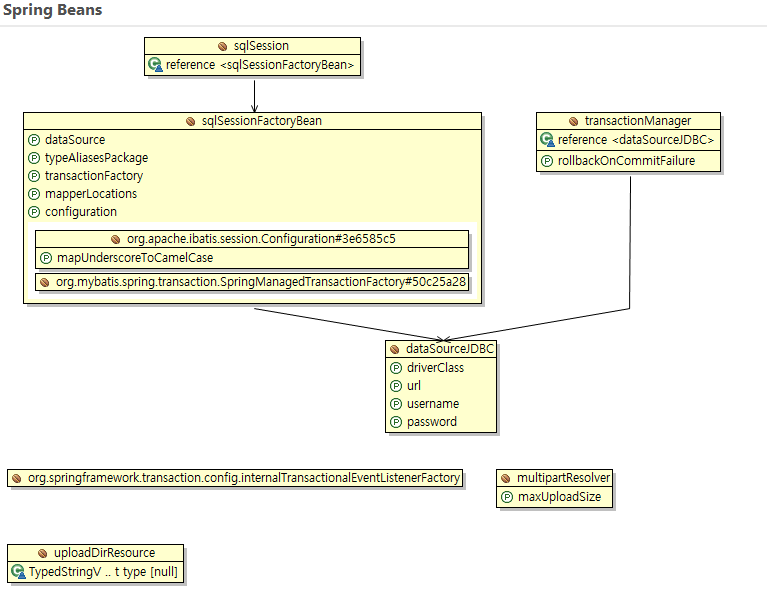 Spring Beans
sqlSession
reference <sqlSessionFactoryBean>
sqlSessionFactoryBean
dataSource
typeAliasesPackage
transactionFactory
mapperLocations
configuration
org.apache.ibatis.session.Configuration#3e6585c5
mapUnderscoreToCamelCase
org.mybatis.spring.transaction.SpringManagedTransactionFactory#50c25a28
transactionManager
reference <dataSourceJDBC>
rollbackOnCommitFailure
dataSourceJDBC
driverClass
url
username
password
org.springframework.transaction.config.internalTransactionalEventListenerFactory
multipartResolver
maxUploadSize
uploadDirResource
TypedStringV .. t type [null]